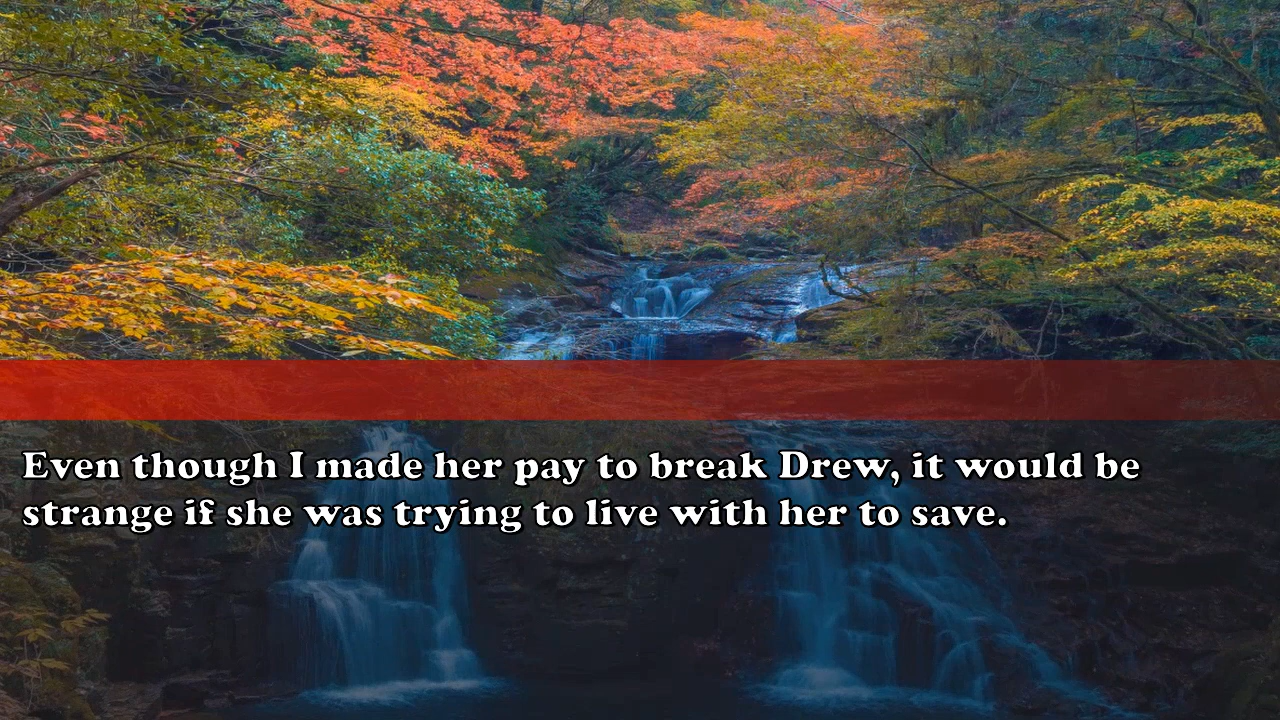 Even though I made her pay to break Drew, it would be
strange if she was trying to live with her to save.